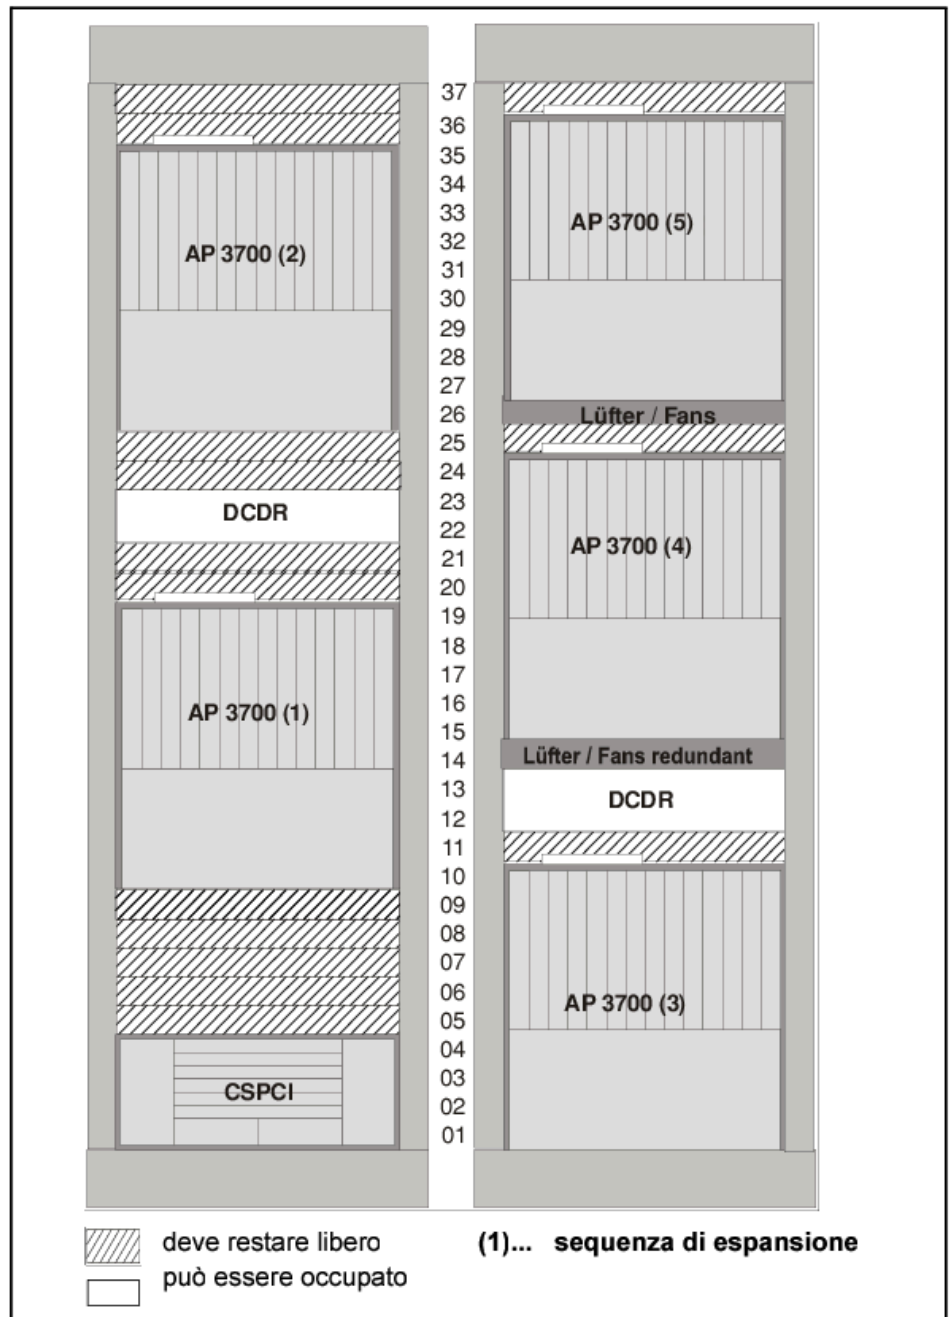 37
36
35
34
33
32
31
30
29
28
27
26
25
24
23
22
21
20
19
18
17
16
15
14
13
12
11
10
09
08
07
06
05
04
03
02
01
AP 3700 (2)
DCDR
AP 3700 (1)
CSPCI
AP 3700 (5)
Lüfter / Fans
AP 3700 (4)
Lüfter / Fans redundant
DCDR
AP 3700 (3)
deve restare libero
può essere occupato
(1)... sequenza di espansione